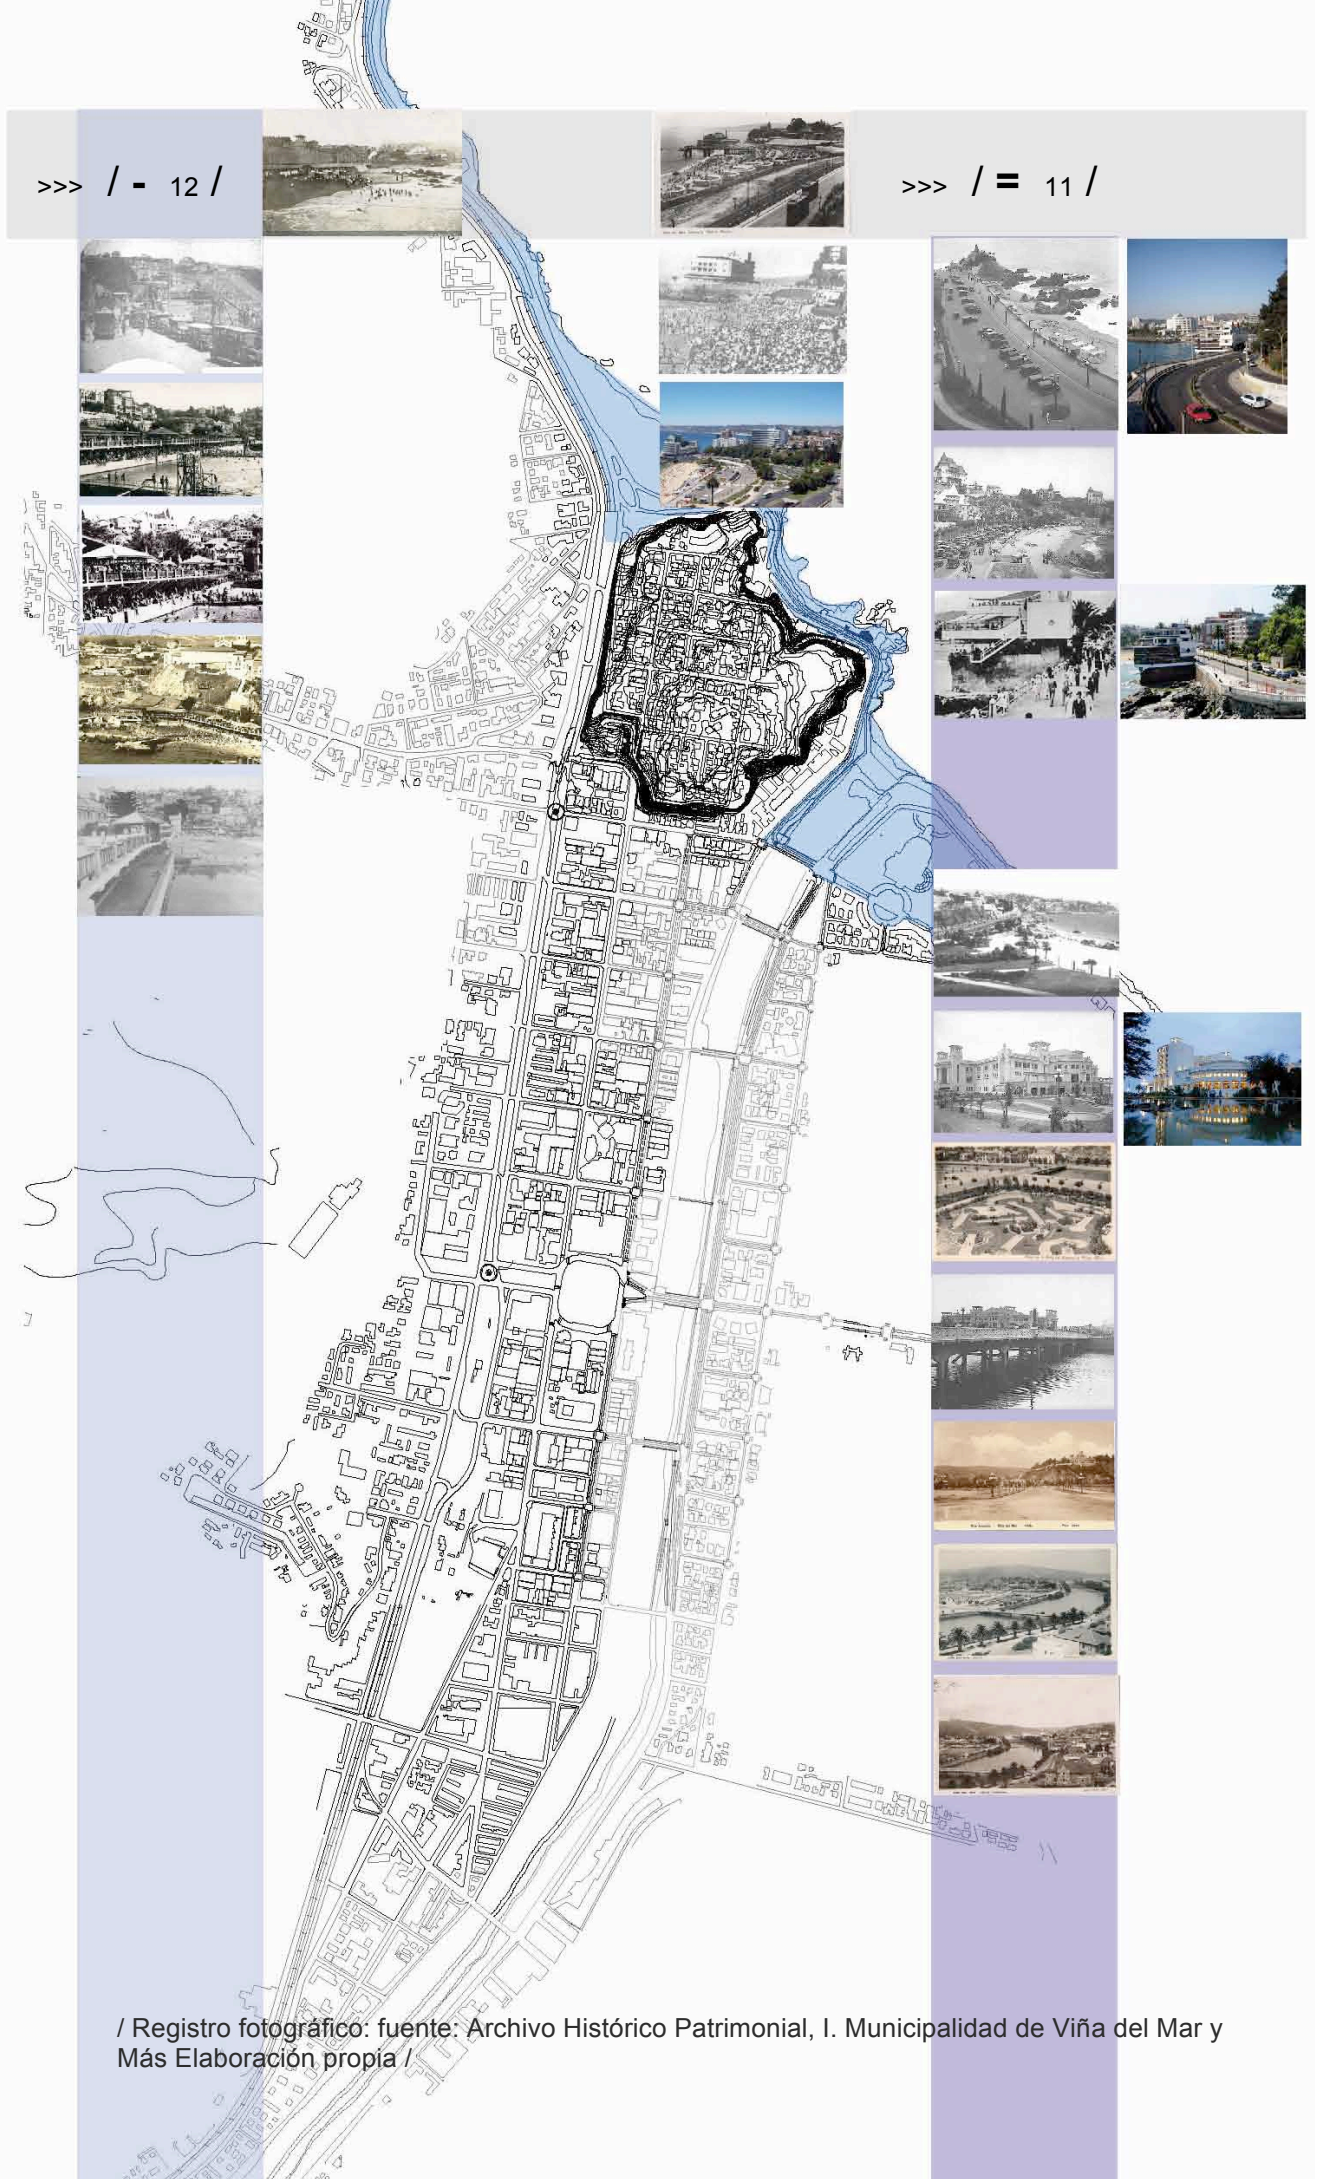 >>> / - 12 /
>>> / = 11 /
/ Registro fotográfico: fuente: Archivo Histórico Patrimonial, I. Municipalidad de Viña del Mar y
Más Elaboración propia /